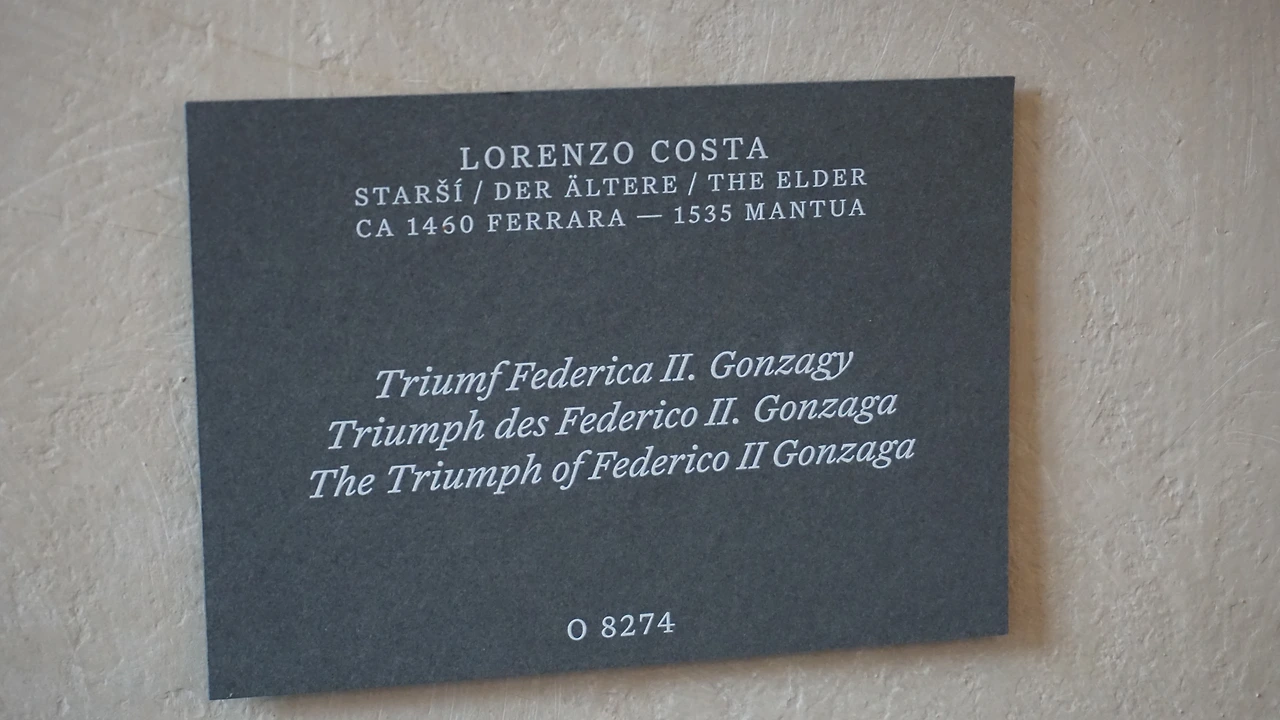 LORENZO COSTA
STARŠÍ / DER ÄLTERE / THE ELDER
CA 1460 FERRARA — 1535 MANTUA
Triumf Federica II. Gonzagy
Triumph des Federico II. Gonzaga
The Triumph of Federico II Gonzaga
O 8274